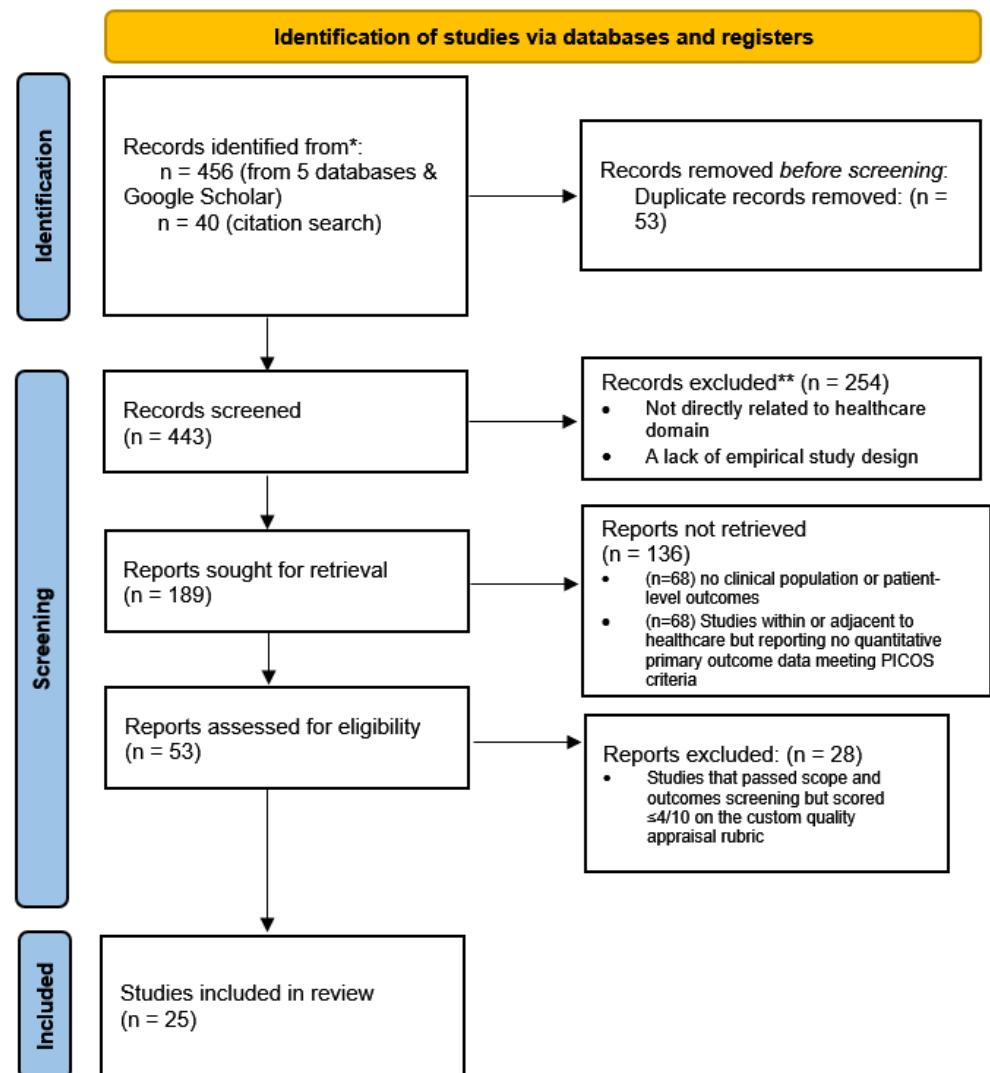 Identification of studies via databases and registers
Identification
Records identified from*:
n = 456 (from 5 databases &
Google Scholar)
n = 40 (citation search)
Records removed before screening:
Duplicate records removed: (n =
53)
Screening
Records screened
(n = 443)
Records excluded** (n = 254)
• Not directly related to healthcare
domain
• A lack of empirical study design
Reports sought for retrieval
(n = 189)
Reports not retrieved
(n = 136)
• (n=68) no clinical population or patient-
level outcomes
• (n=68) Studies within or adjacent to
healthcare but reporting no quantitative
primary outcome data meeting PICOS
criteria
Reports assessed for eligibility
(n = 53)
Reports excluded: (n = 28)
• Studies that passed scope and
outcomes screening but scored
≤4/10 on the custom quality
appraisal rubric
Included
Studies included in review
(n = 25)